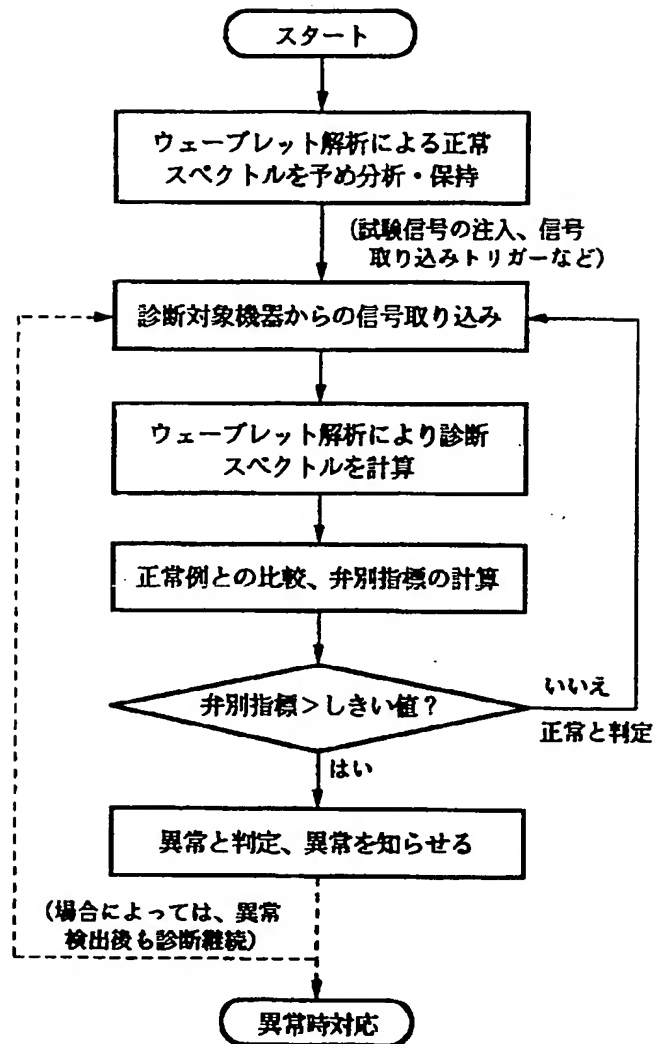 スタート
ウェーブレット解析による正常
スペクトルを予め分析・保持
(試験信号の注入、信号
取り込みトリガーなど)
診断対象機器からの信号取り込み
ウェーブレット解析により診断
スペクトルを計算
正常例との比較、弁別指標の計算
弁別指標>しきい値?
いいえ
正常と判定
はい
異常と判定、異常を知らせる
(場合によっては、異常
検出後も診断継続)
異常時対応